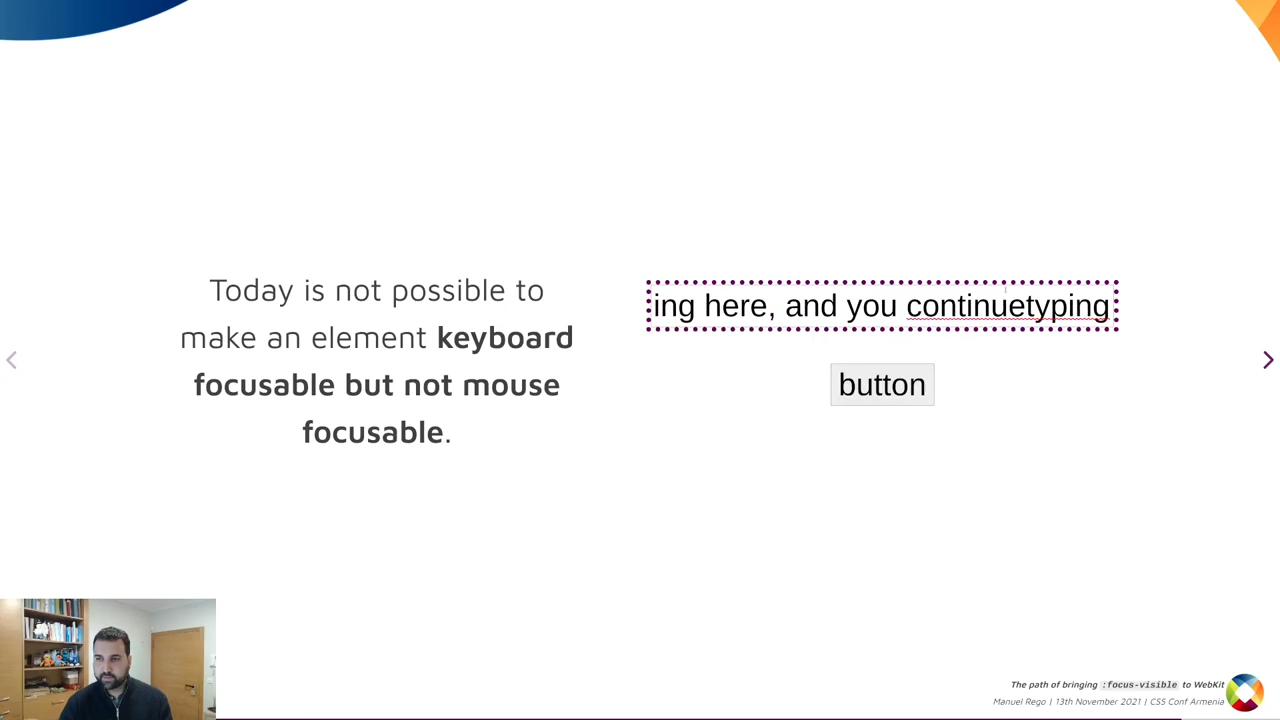 Today is not possible to
make an element keyboard
focusable but not mouse
focusable.
ing here, and you continuetyping
button
The path of bringing :focus-visible to WebKit
Manuel Rego | 13th November 2021 | CSS Conf Armenia